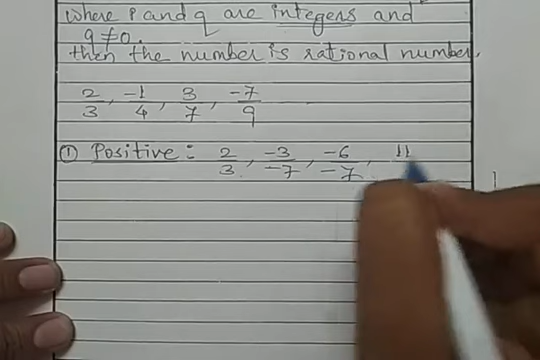 where P and q are integers and
q ≠ 0.
then the number is rational number.
2/3, -1/4, 3/7, -7/9
① Positive : 2/3, -3/-7, -6/-7, 11